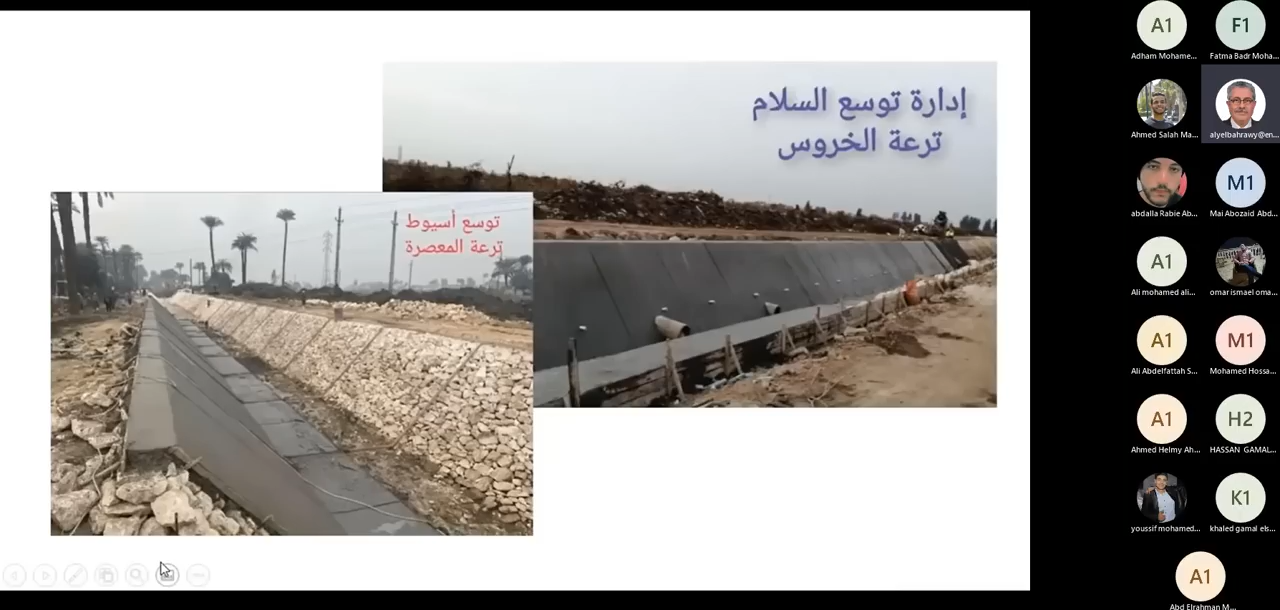 إدارة توسع السلام
ترعة الخروس
توسع أسيوط
ترعة المعصرة
A1
Adham Mohame...
F1
Fatma Badr Moha...
Ahmed Salah Ma...
alyelbahrawy@en...
abdalla Rabie Ab...
M1
Mai Abozaid Abd...
A1
Ali mohamed ali...
omar ismael oma...
A1
Ali Abdelfattah S...
M1
Mohamed Hossa...
A1
Ahmed Helmy Ah...
H2
HASSAN GAMAL...
youssif mohamed...
K1
khaled gamal els...
A1
Abd Elrahman M...